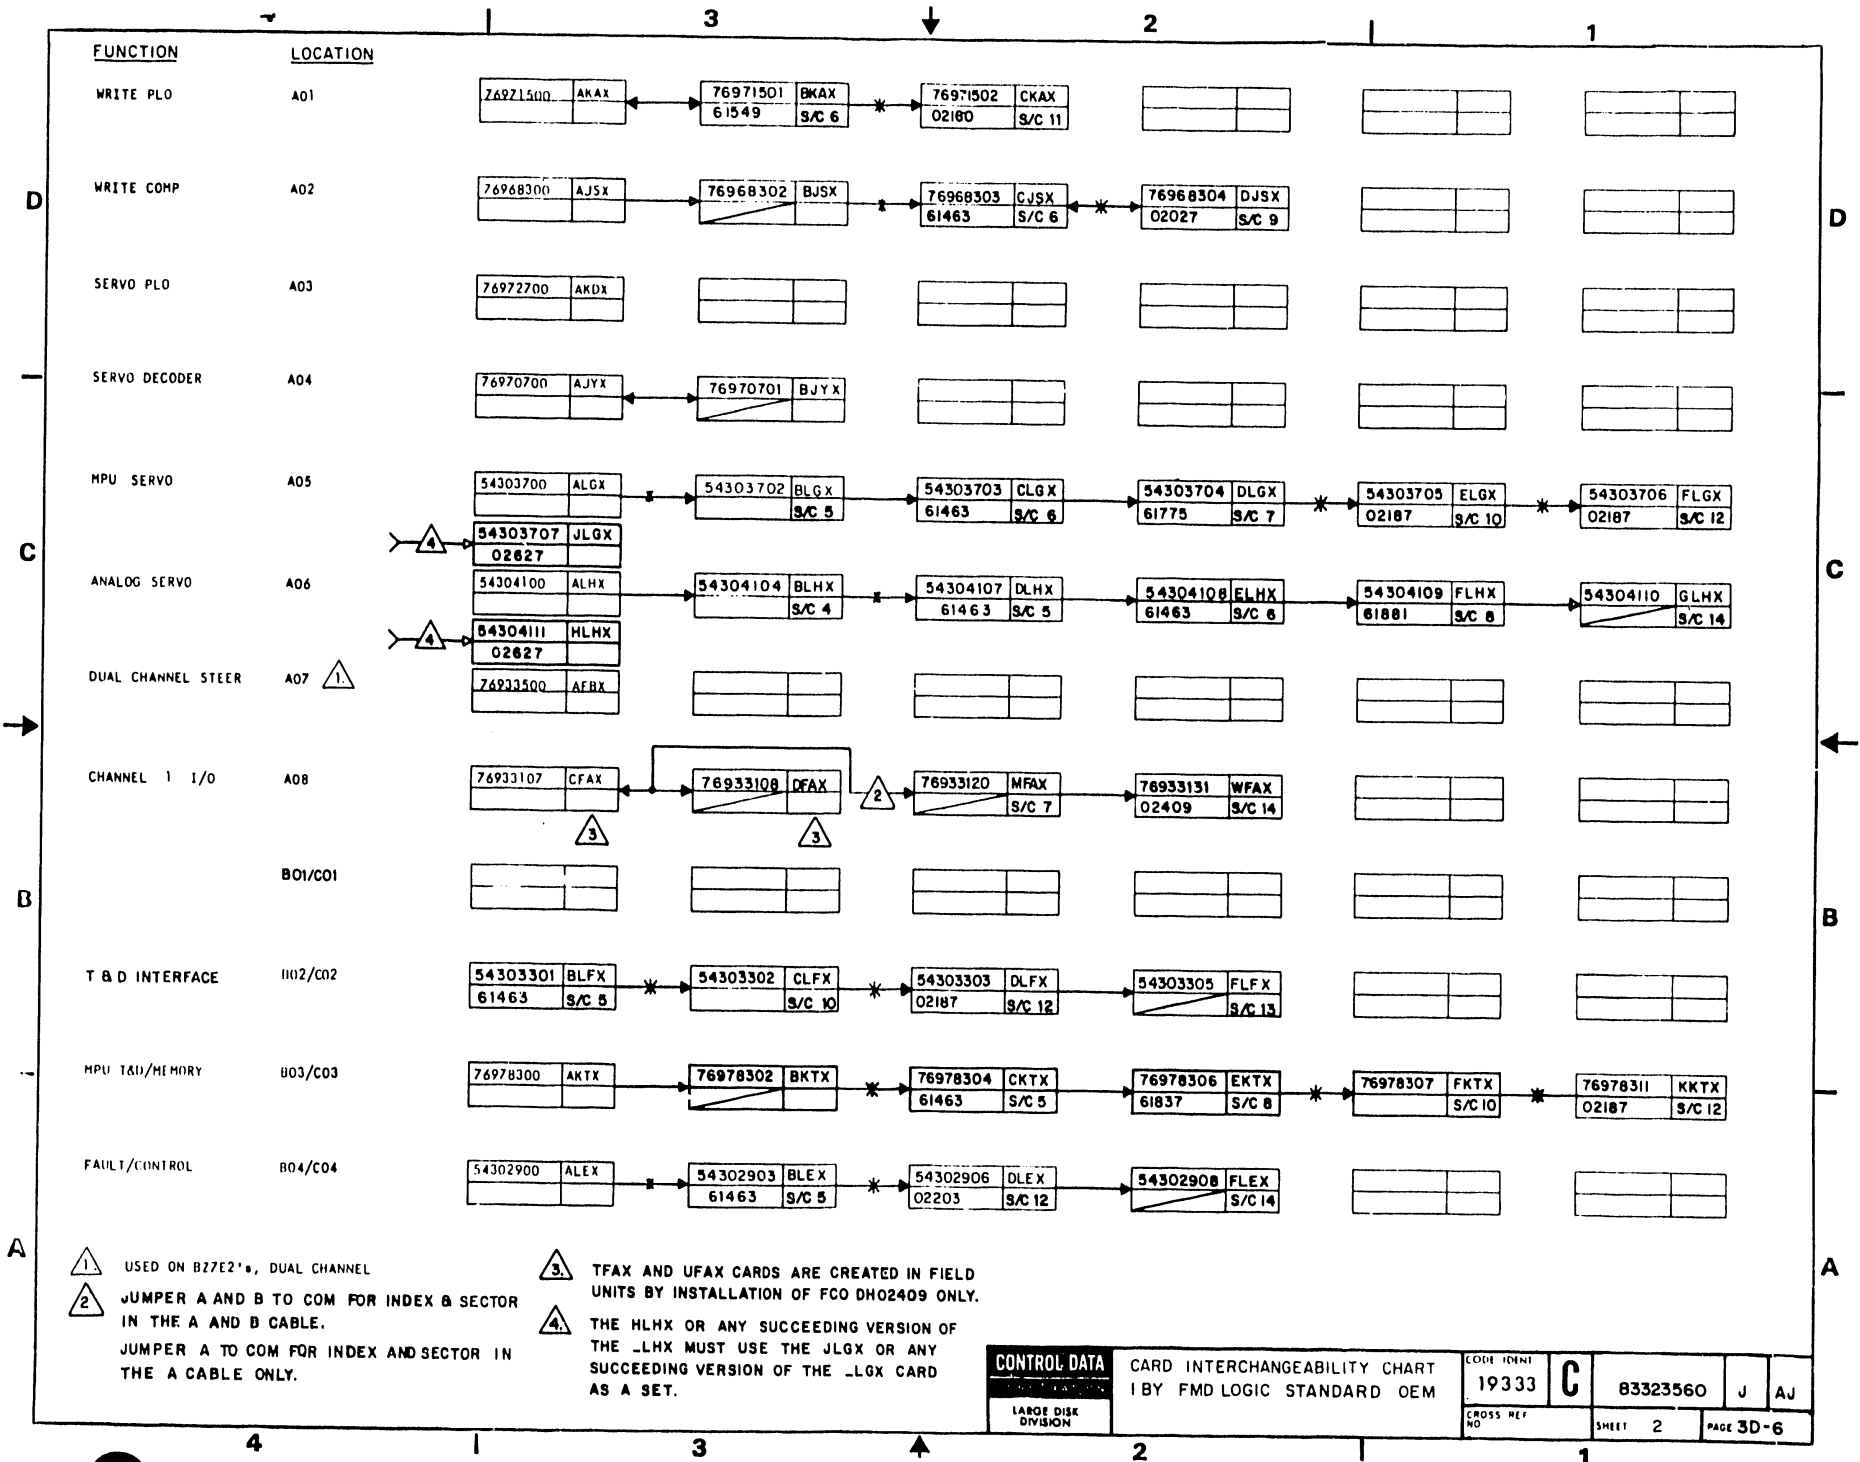 3 2 1
FUNCTION LOCATION
WRITE PLO A01 76971500 AKAX 76971501 BKAX 76971502 CKAX
61549 S/C 6 02180 S/C 11
WRITE COMP A02 76968300 AJSX 76968302 BJSX 76968303 CJSX 76968304 DJSX
61463 S/C 6 02027 S/C 9
D D
SERVO PLO A03 76972700 AKDX
SERVO DECODER A04 76970700 AJYX 76970701 BJYX
MPU SERVO A05 54303700 ALGX 54303702 BLGX 54303703 CLGX 54303704 DLGX 54303705 ELGX 54303706 FLGX
S/C 5 61463 S/C 6 61775 S/C 7 02187 S/C 10 02187 S/C 12
4 54303707 JLGX
02627
C C
ANALOG SERVO A06 54304100 ALHX 54304104 BLHX 54304107 DLHX 54304108 ELHX 54304109 FLHX 54304110 GLHX
S/C 4 61463 S/C 5 61463 S/C 6 61881 S/C 8 S/C 14
4 54304111 HLHX
02627
DUAL CHANNEL STEER A07 1. 76933500 AFBX
CHANNEL 1 I/O A08 76933107 CFAX 76933108 DFAX 2 76933120 MFAX 76933131 WFAX
S/C 7 02409 S/C 14
3 3
B01/C01
B B
T & D INTERFACE B02/C02 54303301 BLFX 54303302 CLFX 54303303 DLFX 54303305 FLFX
61463 S/C 5 S/C 10 02187 S/C 12 S/C 13
MPU T&D/MEMORY B03/C03 76978300 AKTX 76978302 BKTX 76978304 CKTX 76978306 EKTX 76978307 FKTX 76978311 KKTX
61463 S/C 5 61837 S/C 8 S/C 10 02187 S/C 12
FAULT/CONTROL B04/C04 54302900 ALEX 54302903 BLEX 54302906 DLEX 54302908 FLEX
61463 S/C 5 02203 S/C 12 S/C 14
A A
1. USED ON BZ7E2's, DUAL CHANNEL
2 JUMPER A AND B TO COM FOR INDEX & SECTOR
IN THE A AND B CABLE.
JUMPER A TO COM FOR INDEX AND SECTOR IN
THE A CABLE ONLY.
3. TFAX AND UFAX CARDS ARE CREATED IN FIELD
UNITS BY INSTALLATION OF FCO DH02409 ONLY.
4. THE HLHX OR ANY SUCCEEDING VERSION OF
THE _LHX MUST USE THE JLGX OR ANY
SUCCEEDING VERSION OF THE _LGX CARD
AS A SET.
CONTROL DATA
LARGE DISK
DIVISION
CARD INTERCHANGEABILITY CHART
1 BY FMD LOGIC STANDARD OEM
CODE IDENT
19333 C 83323560 J AJ
CROSS REF
NO
SHEET 2 PAGE 3D-6
4 3 2 1